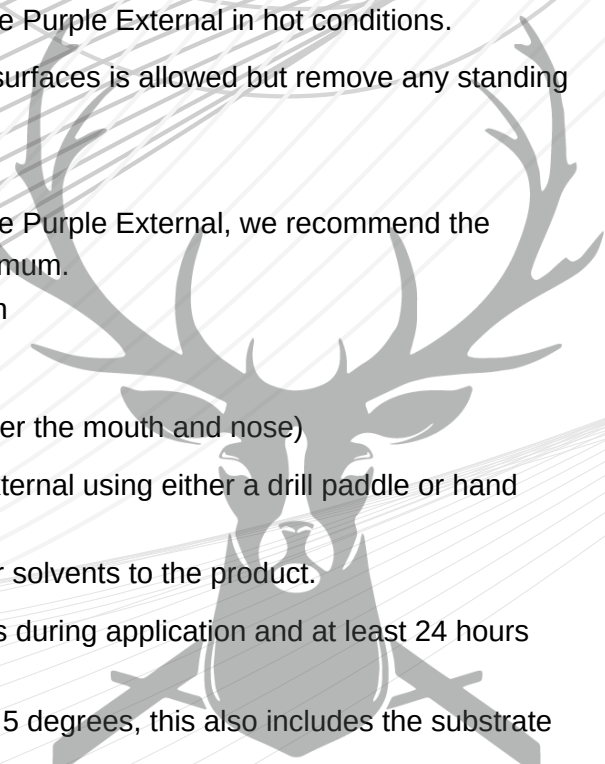 e Purple External in hot conditions.
surfaces is allowed but remove any standing
e Purple External, we recommend the
mum.
n
er the mouth and nose)
ternal using either a drill paddle or hand
r solvents to the product.
s during application and at least 24 hours
5 degrees, this also includes the substrate